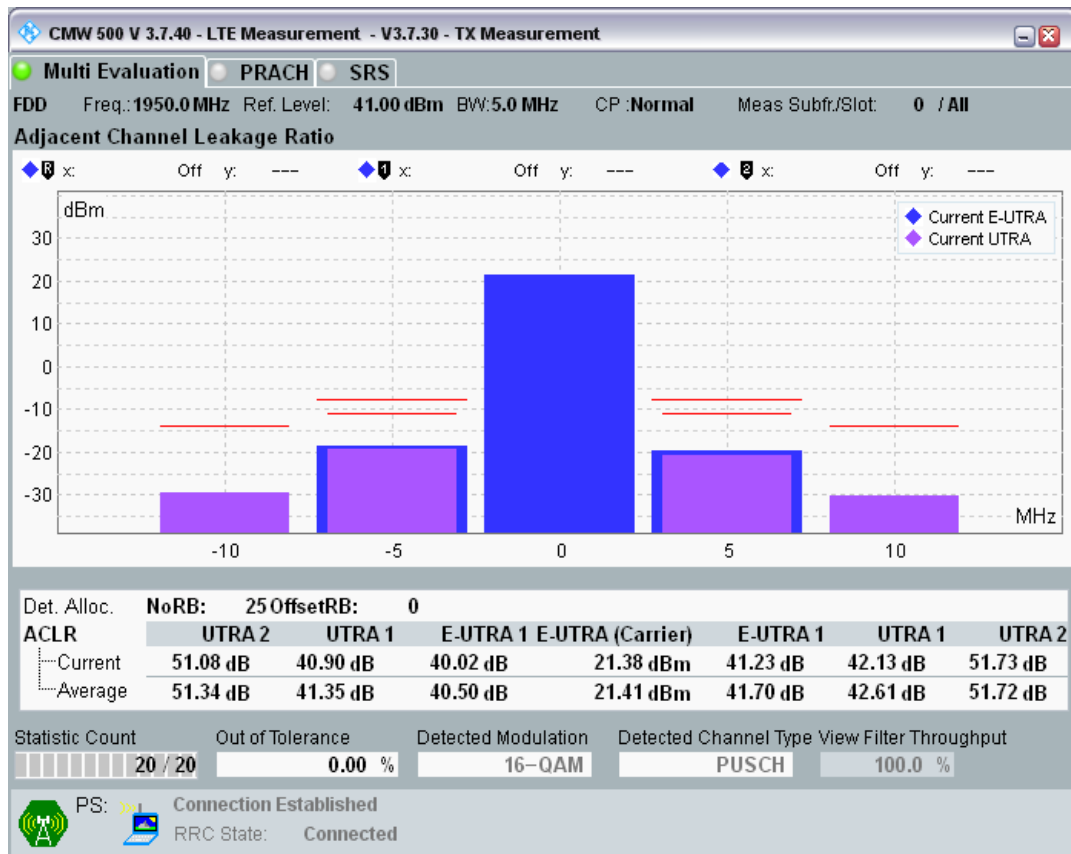 CMW 500 V 3.7.40 - LTE Measurement - V3.7.30 - TX Measurement
Multi Evaluation PRACH SRS
FDD Freq.:1950.0 MHz Ref. Level: 41.00 dBm BW:5.0 MHz CP :Normal Meas Subfr./Slot: 0 / All
Adjacent Channel Leakage Ratio
R x: Off y: --- 1 x: Off y: --- 2 x: Off y: ---
dBm
Current E-UTRA
Current UTRA
30
20
10
0
-10
-20
-30
MHz
-10 -5 0 5 10
Det. Alloc. NoRB: 25 OffsetRB: 0
ACLR UTRA 2 UTRA 1 E-UTRA 1 E-UTRA (Carrier) E-UTRA 1 UTRA 1 UTRA 2
Current 51.08 dB 40.90 dB 40.02 dB 21.38 dBm 41.23 dB 42.13 dB 51.73 dB
Average 51.34 dB 41.35 dB 40.50 dB 21.41 dBm 41.70 dB 42.61 dB 51.72 dB
Statistic Count Out of Tolerance Detected Modulation Detected Channel Type View Filter Throughput
20 / 20 0.00 % 16-QAM PUSCH 100.0 %
PS: Connection Established
RRC State: Connected